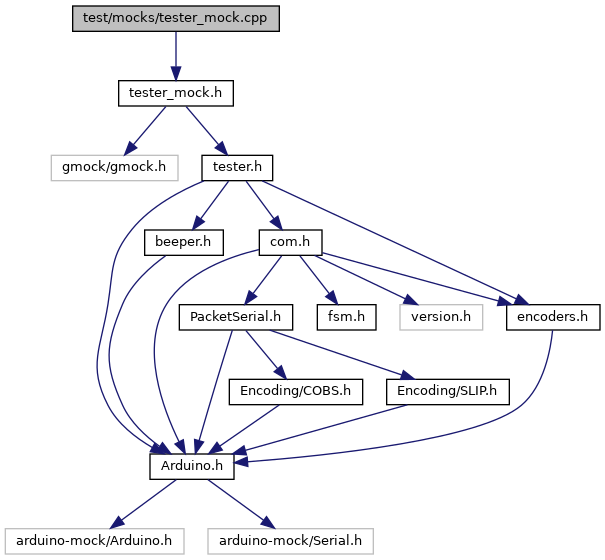 test/mocks/tester_mock.cpp
tester_mock.h
gmock/gmock.h
tester.h
beeper.h
com.h
PacketSerial.h
fsm.h
version.h
encoders.h
Encoding/COBS.h
Encoding/SLIP.h
Arduino.h
arduino-mock/Arduino.h
arduino-mock/Serial.h